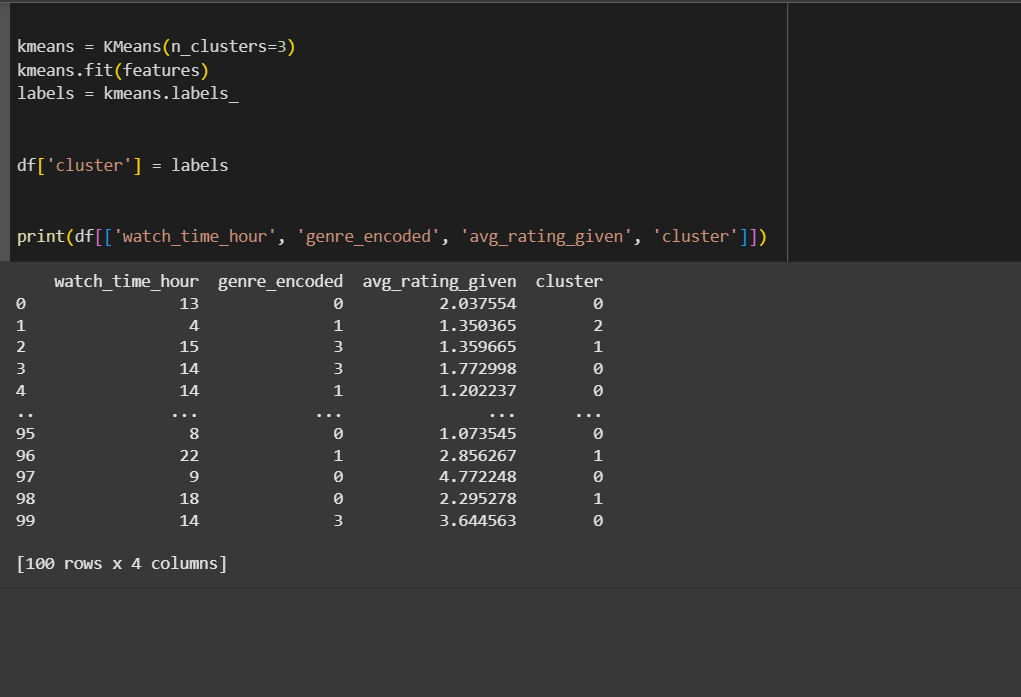 kmeans = KMeans(n_clusters=3)
kmeans.fit(features)
labels = kmeans.labels_
df['cluster'] = labels
print(df[['watch_time_hour', 'genre_encoded', 'avg_rating_given', 'cluster']])
    watch_time_hour  genre_encoded  avg_rating_given  cluster
0                13              0          2.037554        0
1                 4              1          1.350365        2
2                15              3          1.359665        1
3                14              3          1.772998        0
4                14              1          1.202237        0
..              ...            ...               ...      ...
95                8              0          1.073545        0
96               22              1          2.856267        1
97                9              0          4.772248        0
98               18              0          2.295278        1
99               14              3          3.644563        0
[100 rows x 4 columns]